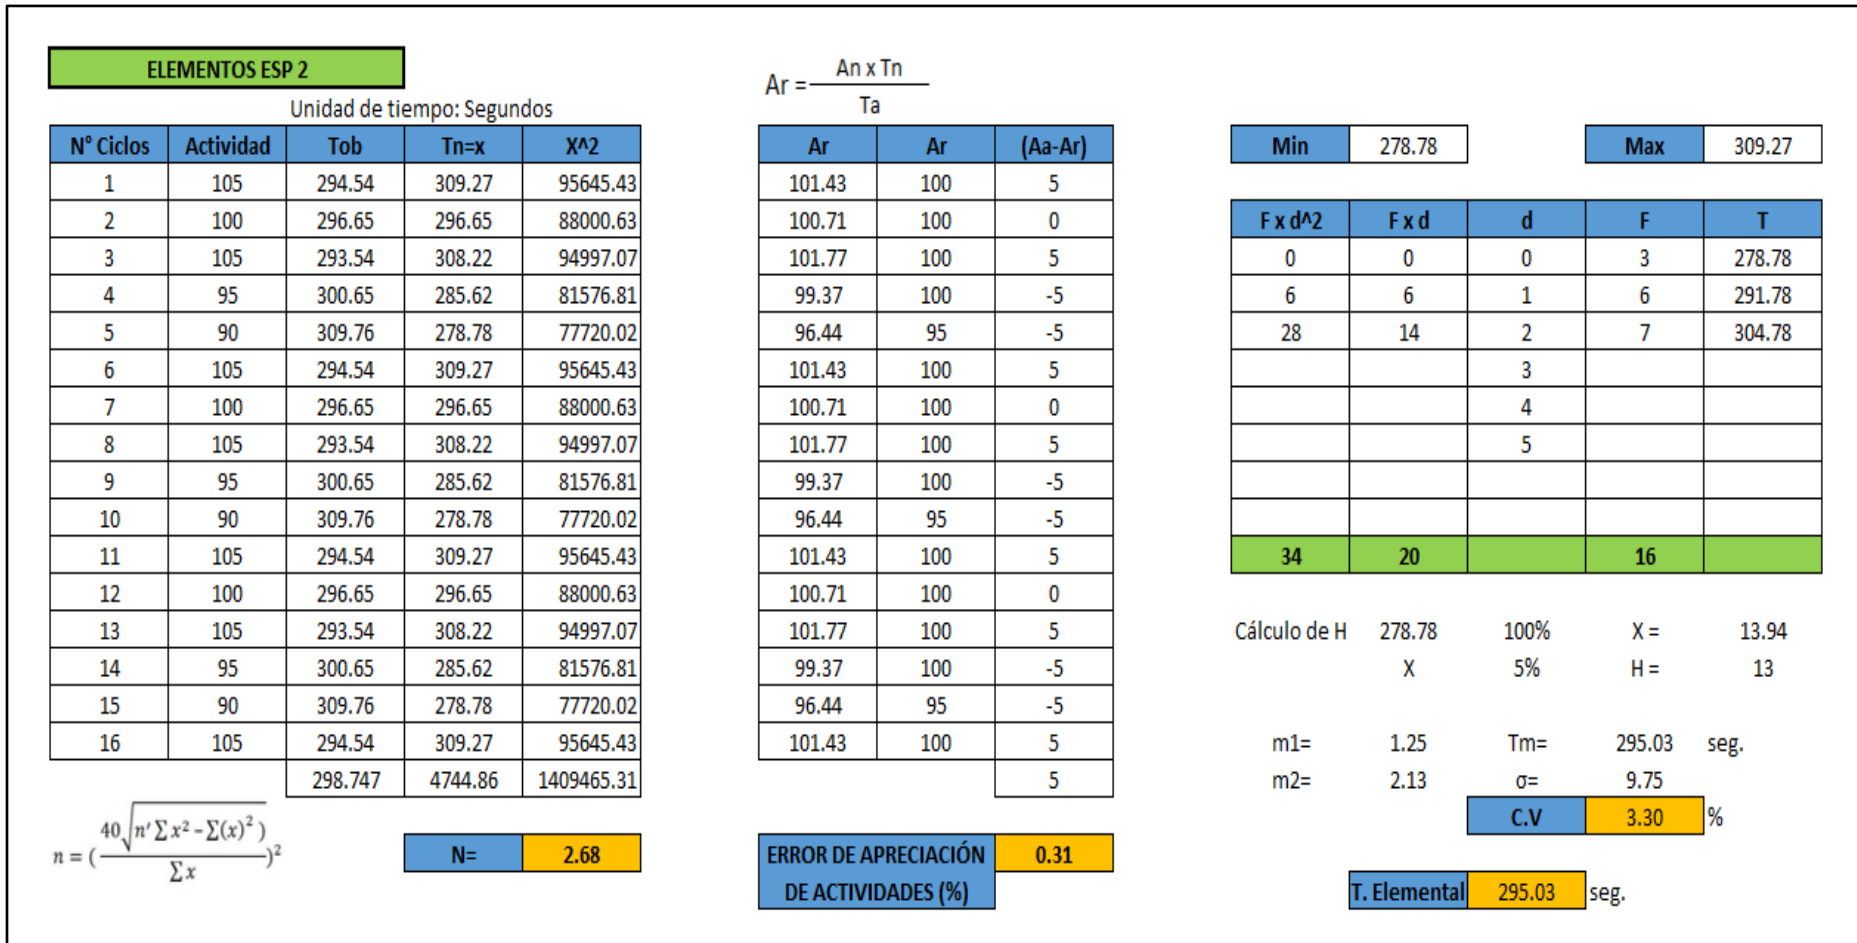 ELEMENTOS ESP 2
Unidad de tiempo: Segundos
N° Ciclos Actividad Tob Tn=x X^2
1 105 294.54 309.27 95645.43
2 100 296.65 296.65 88000.63
3 105 293.54 308.22 94997.07
4 95 300.65 285.62 81576.81
5 90 309.76 278.78 77720.02
6 105 294.54 309.27 95645.43
7 100 296.65 296.65 88000.63
8 105 293.54 308.22 94997.07
9 95 300.65 285.62 81576.81
10 90 309.76 278.78 77720.02
11 105 294.54 309.27 95645.43
12 100 296.65 296.65 88000.63
13 105 293.54 308.22 94997.07
14 95 300.65 285.62 81576.81
15 90 309.76 278.78 77720.02
16 105 294.54 309.27 95645.43
298.747 4744.86 1409465.31
n = (40√(n′ ∑ x² − ∑(x)² ) / ∑ x)²
N= 2.68
Ar = An x Tn / Ta
Ar Ar (Aa-Ar)
101.43 100 5
100.71 100 0
101.77 100 5
99.37 100 -5
96.44 95 -5
101.43 100 5
100.71 100 0
101.77 100 5
99.37 100 -5
96.44 95 -5
101.43 100 5
100.71 100 0
101.77 100 5
99.37 100 -5
96.44 95 -5
101.43 100 5
5
ERROR DE APRECIACIÓN 0.31
DE ACTIVIDADES (%)
Min 278.78 Max 309.27
F x d^2 F x d d F T
0 0 0 3 278.78
6 6 1 6 291.78
28 14 2 7 304.78
3
4
5
34 20 16
Cálculo de H 278.78 100% X = 13.94
X 5% H = 13
m1= 1.25 Tm= 295.03 seg.
m2= 2.13 σ= 9.75
C.V 3.30 %
T. Elemental 295.03 seg.